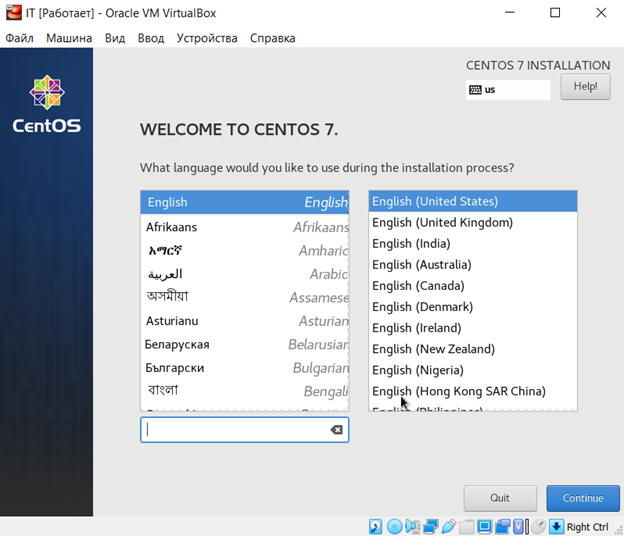 IT [Работает] - Oracle VM VirtualBox
Файл Машина Вид Ввод Устройства Справка
CentOS
CENTOS 7 INSTALLATION
us
Help!
WELCOME TO CENTOS 7.
What language would you like to use during the installation process?
English English
Afrikaans Afrikaans
አማርኛ Amharic
العربية Arabic
অসমীয়া Assamese
Asturianu Asturian
Беларуская Belarusian
Български Bulgarian
বাংলা Bengali
English (United States)
English (United Kingdom)
English (India)
English (Australia)
English (Canada)
English (Denmark)
English (Ireland)
English (New Zealand)
English (Nigeria)
English (Hong Kong SAR China)
English (Philippines)
Quit
Continue
Right Ctrl